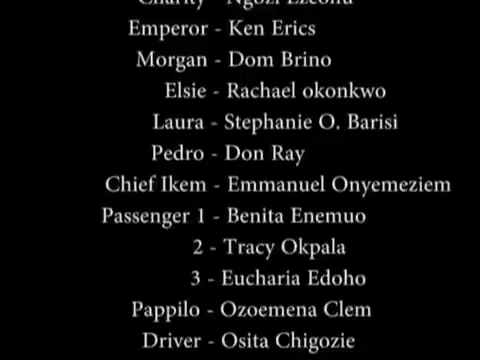 Emperor - Ken Erics
Morgan - Dom Brino
Elsie - Rachael okonkwo
Laura - Stephanie O. Barisi
Pedro - Don Ray
Chief Ikem - Emmanuel Onyemeziem
Passenger 1 - Benita Enemuo
2 - Tracy Okpala
3 - Eucharia Edoho
Pappilo - Ozoemena Clem
Driver - Osita Chigozie